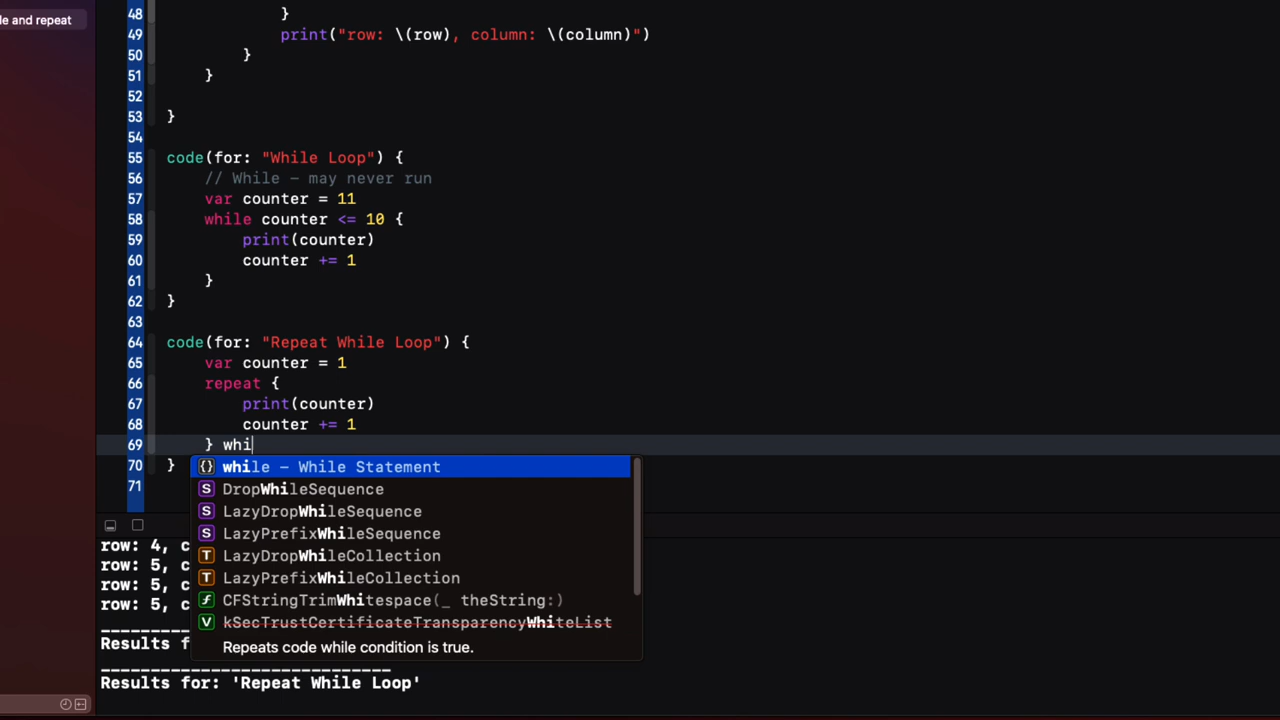 le and repeat
48 }
49 print("row: \(row), column: \(column)")
50 }
51 }
52
53 }
54
55 code(for: "While Loop") {
56 // While – may never run
57 var counter = 11
58 while counter <= 10 {
59 print(counter)
60 counter += 1
61 }
62 }
63
64 code(for: "Repeat While Loop") {
65 var counter = 1
66 repeat {
67 print(counter)
68 counter += 1
69 } whi
70 }
71
{} while – While Statement
S DropWhileSequence
S LazyDropWhileSequence
S LazyPrefixWhileSequence
T LazyDropWhileCollection
T LazyPrefixWhileCollection
f CFStringTrimWhitespace(_ theString:)
V kSecTrustCertificateTransparencyWhiteList
Repeats code while condition is true.
row: 4, c
row: 5, c
row: 5, c
row: 5, c
Results f
Results for: 'Repeat While Loop'